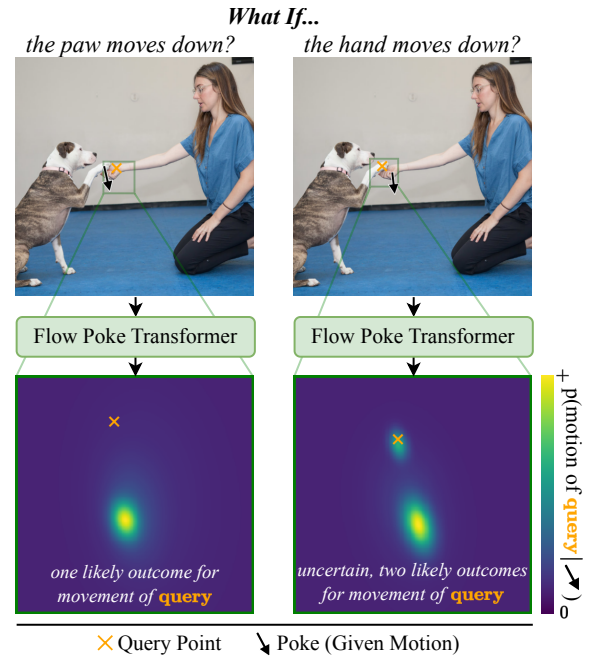 What If...
the paw moves down?
the hand moves down?
Flow Poke Transformer
Flow Poke Transformer
one likely outcome for
movement of query
uncertain, two likely outcomes
for movement of query
+
p(motion of query | ↘)
0
× Query Point
↘ Poke (Given Motion)